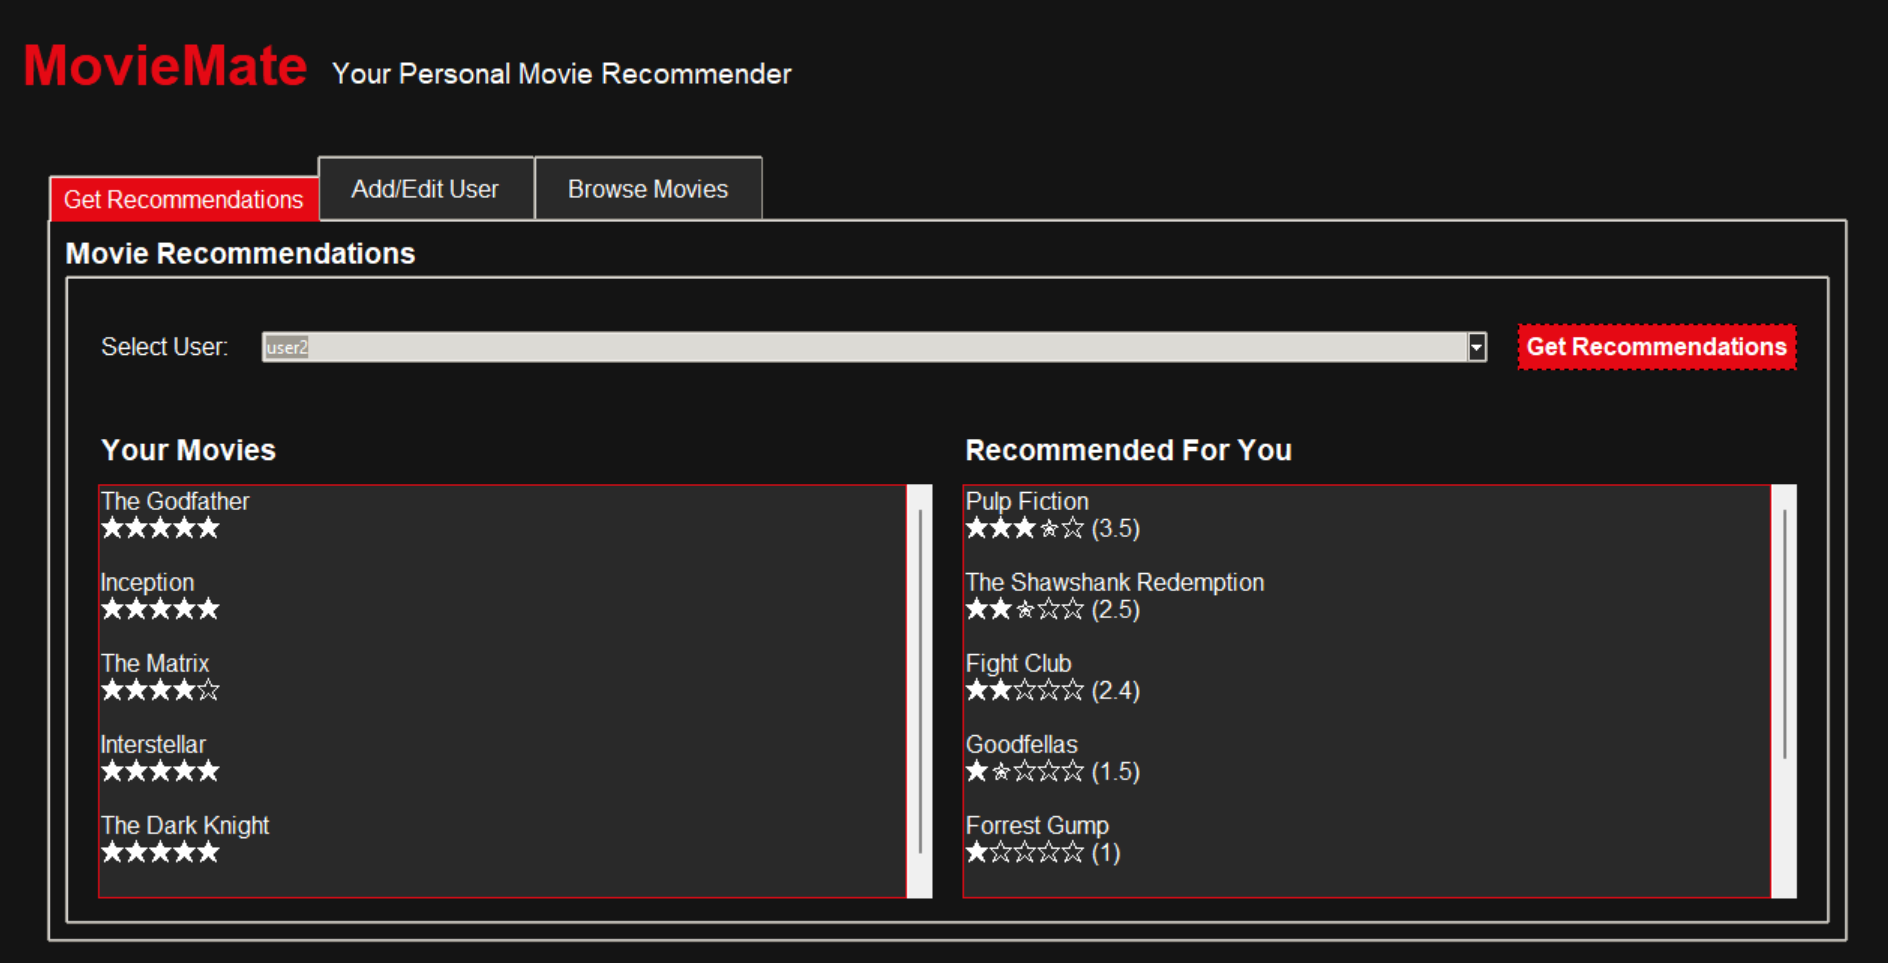 MovieMate Your Personal Movie Recommender
Get Recommendations Add/Edit User Browse Movies
Movie Recommendations
Select User: user2 Get Recommendations
Your Movies
The Godfather
★★★★★
Inception
★★★★★
The Matrix
★★★★☆
Interstellar
★★★★★
The Dark Knight
★★★★★
Recommended For You
Pulp Fiction
★★★⯪☆ (3.5)
The Shawshank Redemption
★★⯪☆☆ (2.5)
Fight Club
★★☆☆☆ (2.4)
Goodfellas
★⯪☆☆☆ (1.5)
Forrest Gump
★☆☆☆☆ (1)